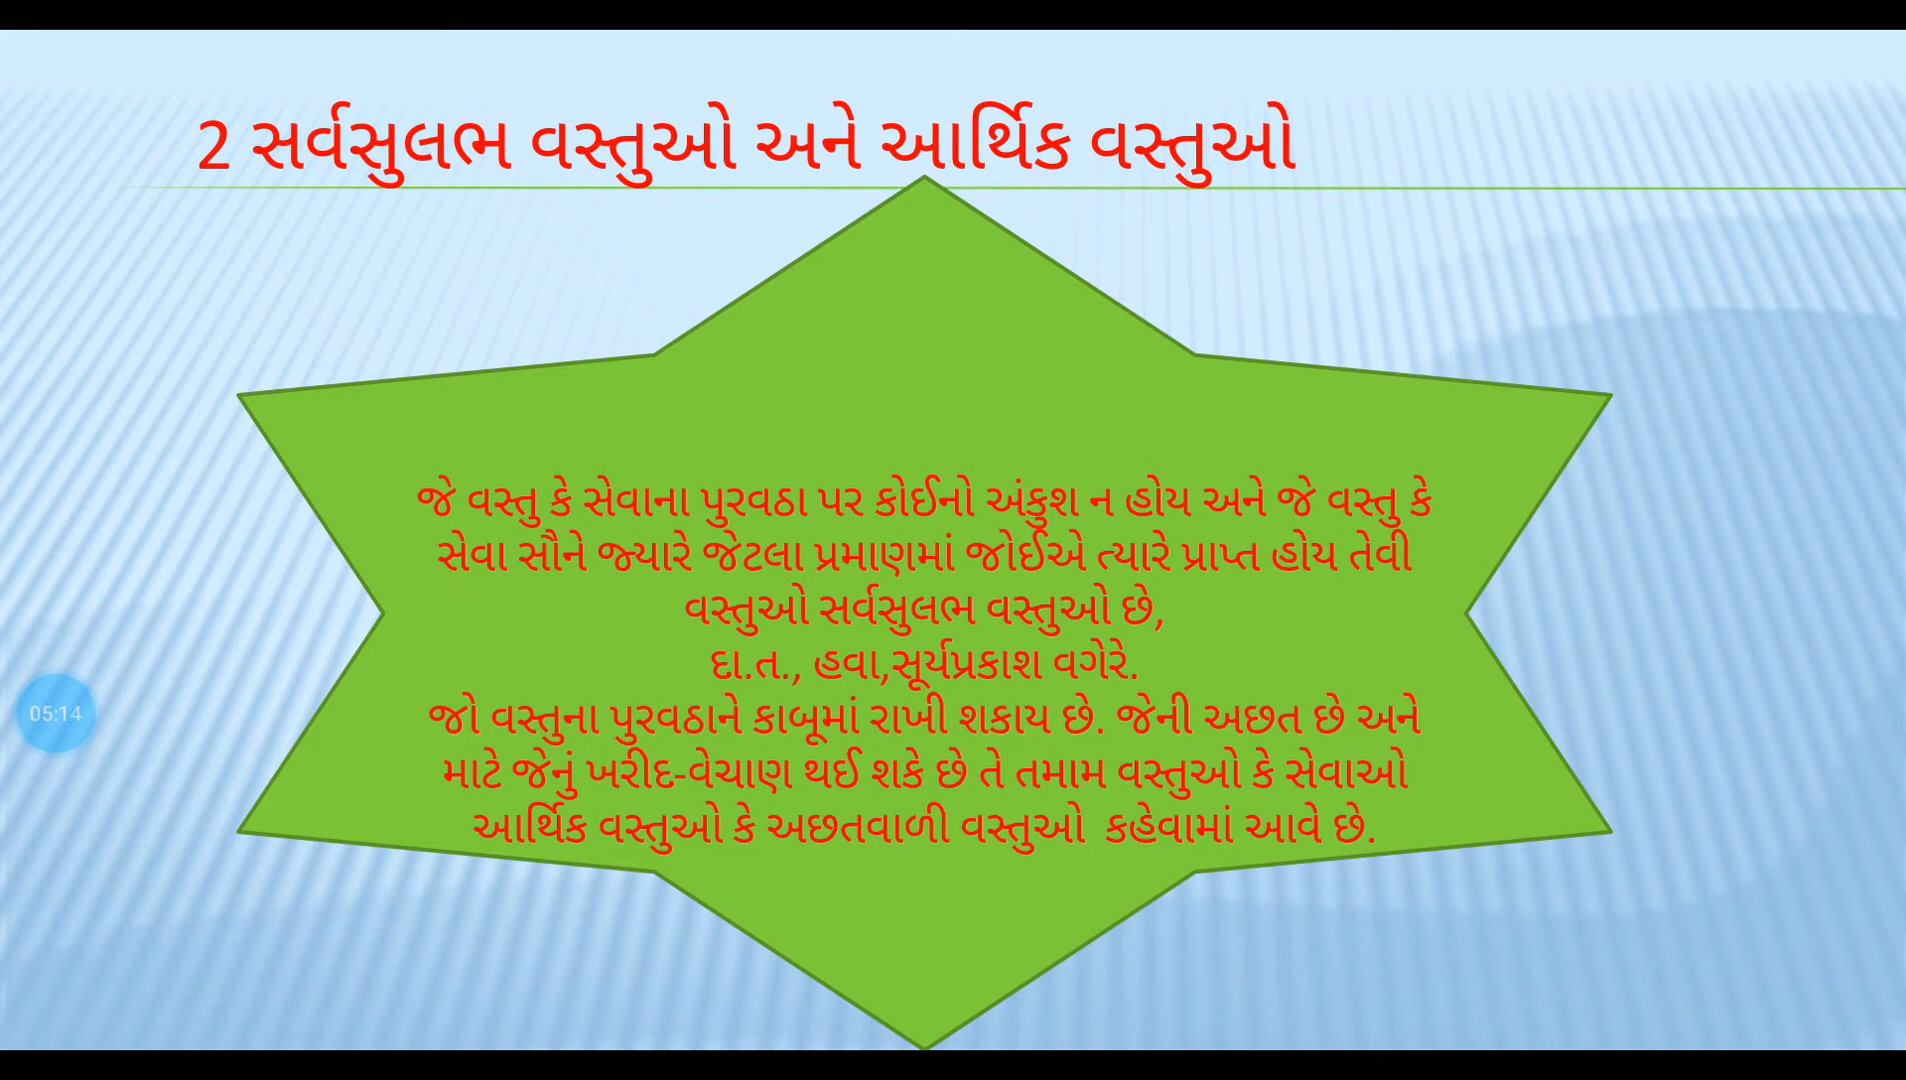 2 સર્વસુલભ વસ્તુઓ અને આર્થિક વસ્તુઓ
જે વસ્તુ કે સેવાના પુરવઠા પર કોઈનો અંકુશ ન હોય અને જે વસ્તુ કે
સેવા સૌને જ્યારે જેટલા પ્રમાણમાં જોઈએ ત્યારે પ્રાપ્ત હોય તેવી
વસ્તુઓ સર્વસુલભ વસ્તુઓ છે,
દા.ત., હવા,સૂર્યપ્રકાશ વગેરે.
જો વસ્તુના પુરવઠાને કાબૂમાં રાખી શકાય છે. જેની અછત છે અને
માટે જેનું ખરીદ-વેચાણ થઈ શકે છે તે તમામ વસ્તુઓ કે સેવાઓ
આર્થિક વસ્તુઓ કે અછતવાળી વસ્તુઓ કહેવામાં આવે છે.
05:14